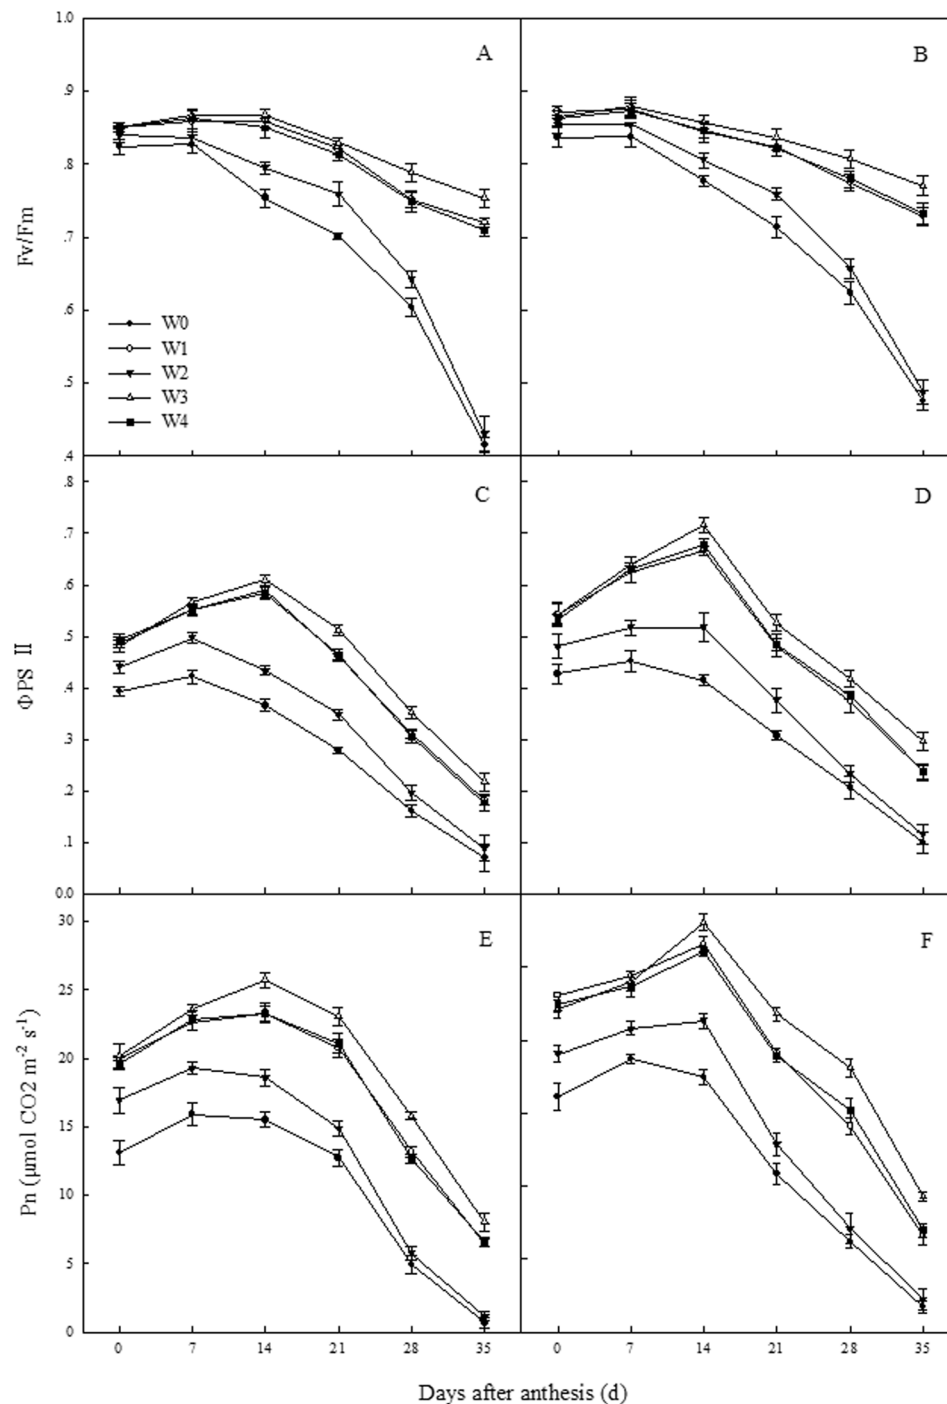 1.0
A
B
.9
.8
Fv/Fm
.7
.6
W0
W1
W2
W3
W4
.5
.4
.8
C
D
.7
.6
.5
Φ PS II
.4
.3
.2
.1
0.0
30
E
F
25
20
15
Pn (μmol CO2 m⁻² s⁻¹)
10
5
0
0 7 14 21 28 35 0 7 14 21 28 35
Days after anthesis (d)